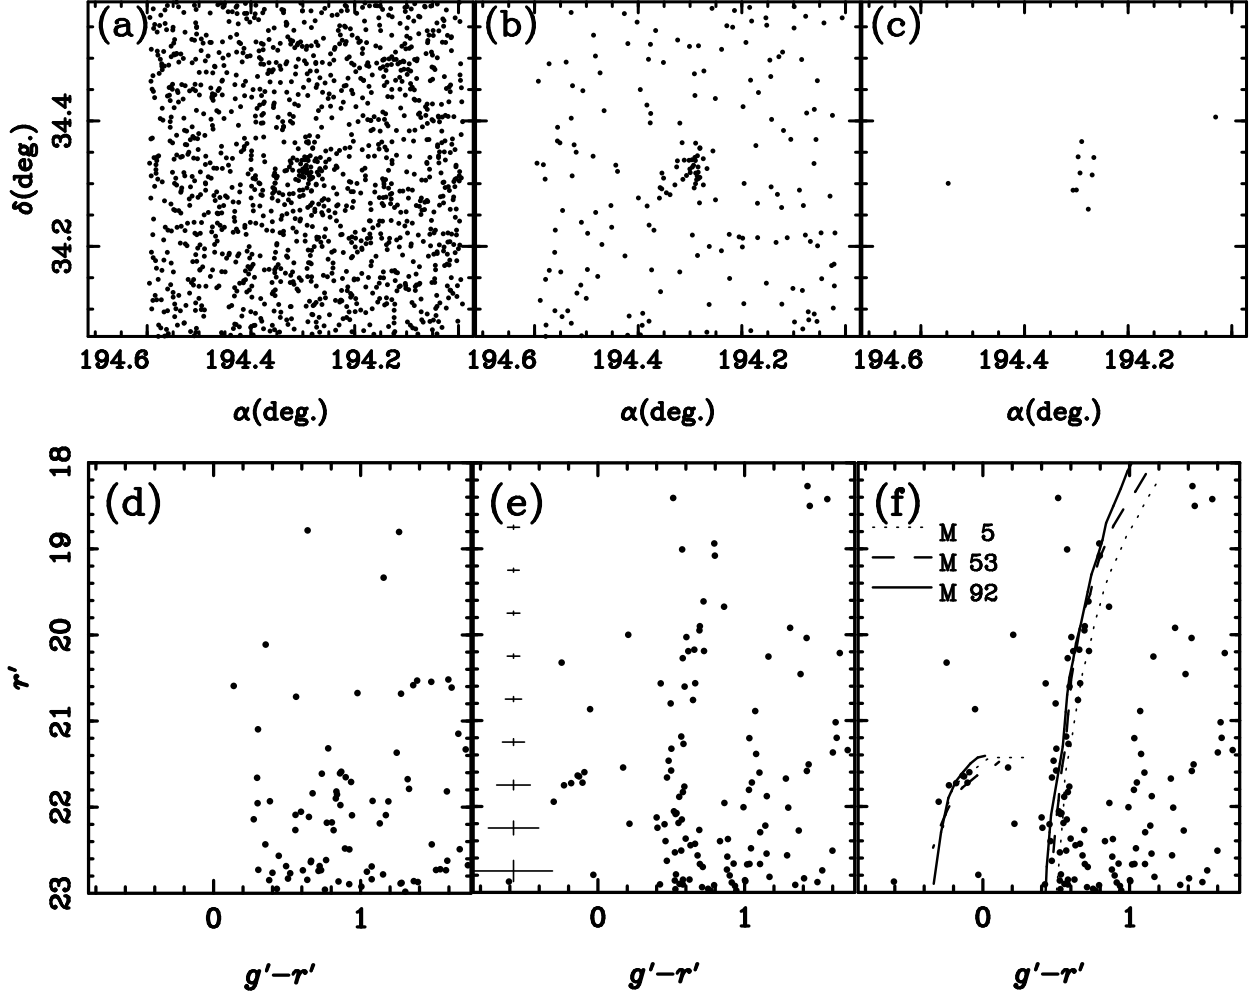 (a) (b) (c)
34.4
34.2
δ(deg.)
194.6 194.4 194.2 194.6 194.4 194.2 194.6 194.4 194.2
α(deg.) α(deg.) α(deg.)
18
19
20
21
22
23
r′
(d) (e) (f)
M 5
M 53
M 92
0 1 0 1 0 1
g′−r′ g′−r′ g′−r′